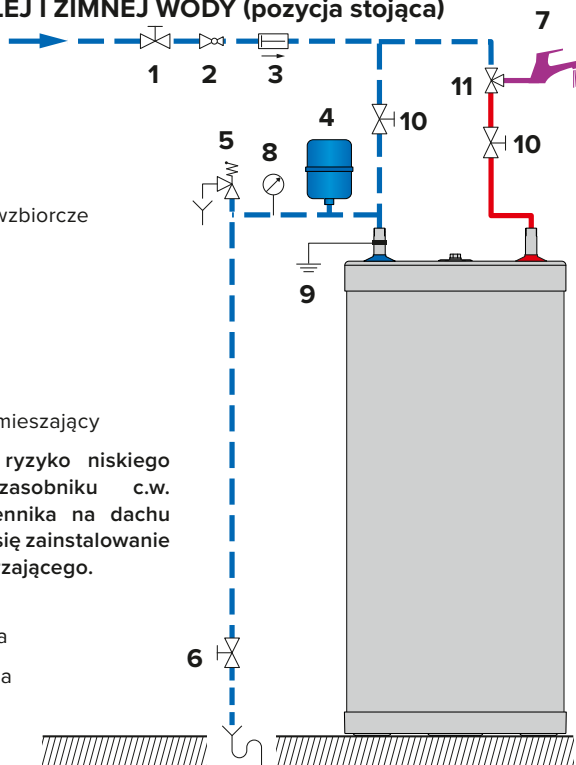 LEJ I ZIMNEJ WODY (pozycja stojąca)
7
1 2 3
11
4
10
10
5
8
wzbiorcze
9
mieszający
ryzyko niskiego
zasobniku c.w.
ennika na dachu
się zainstalowanie
zającego.
a
6
a